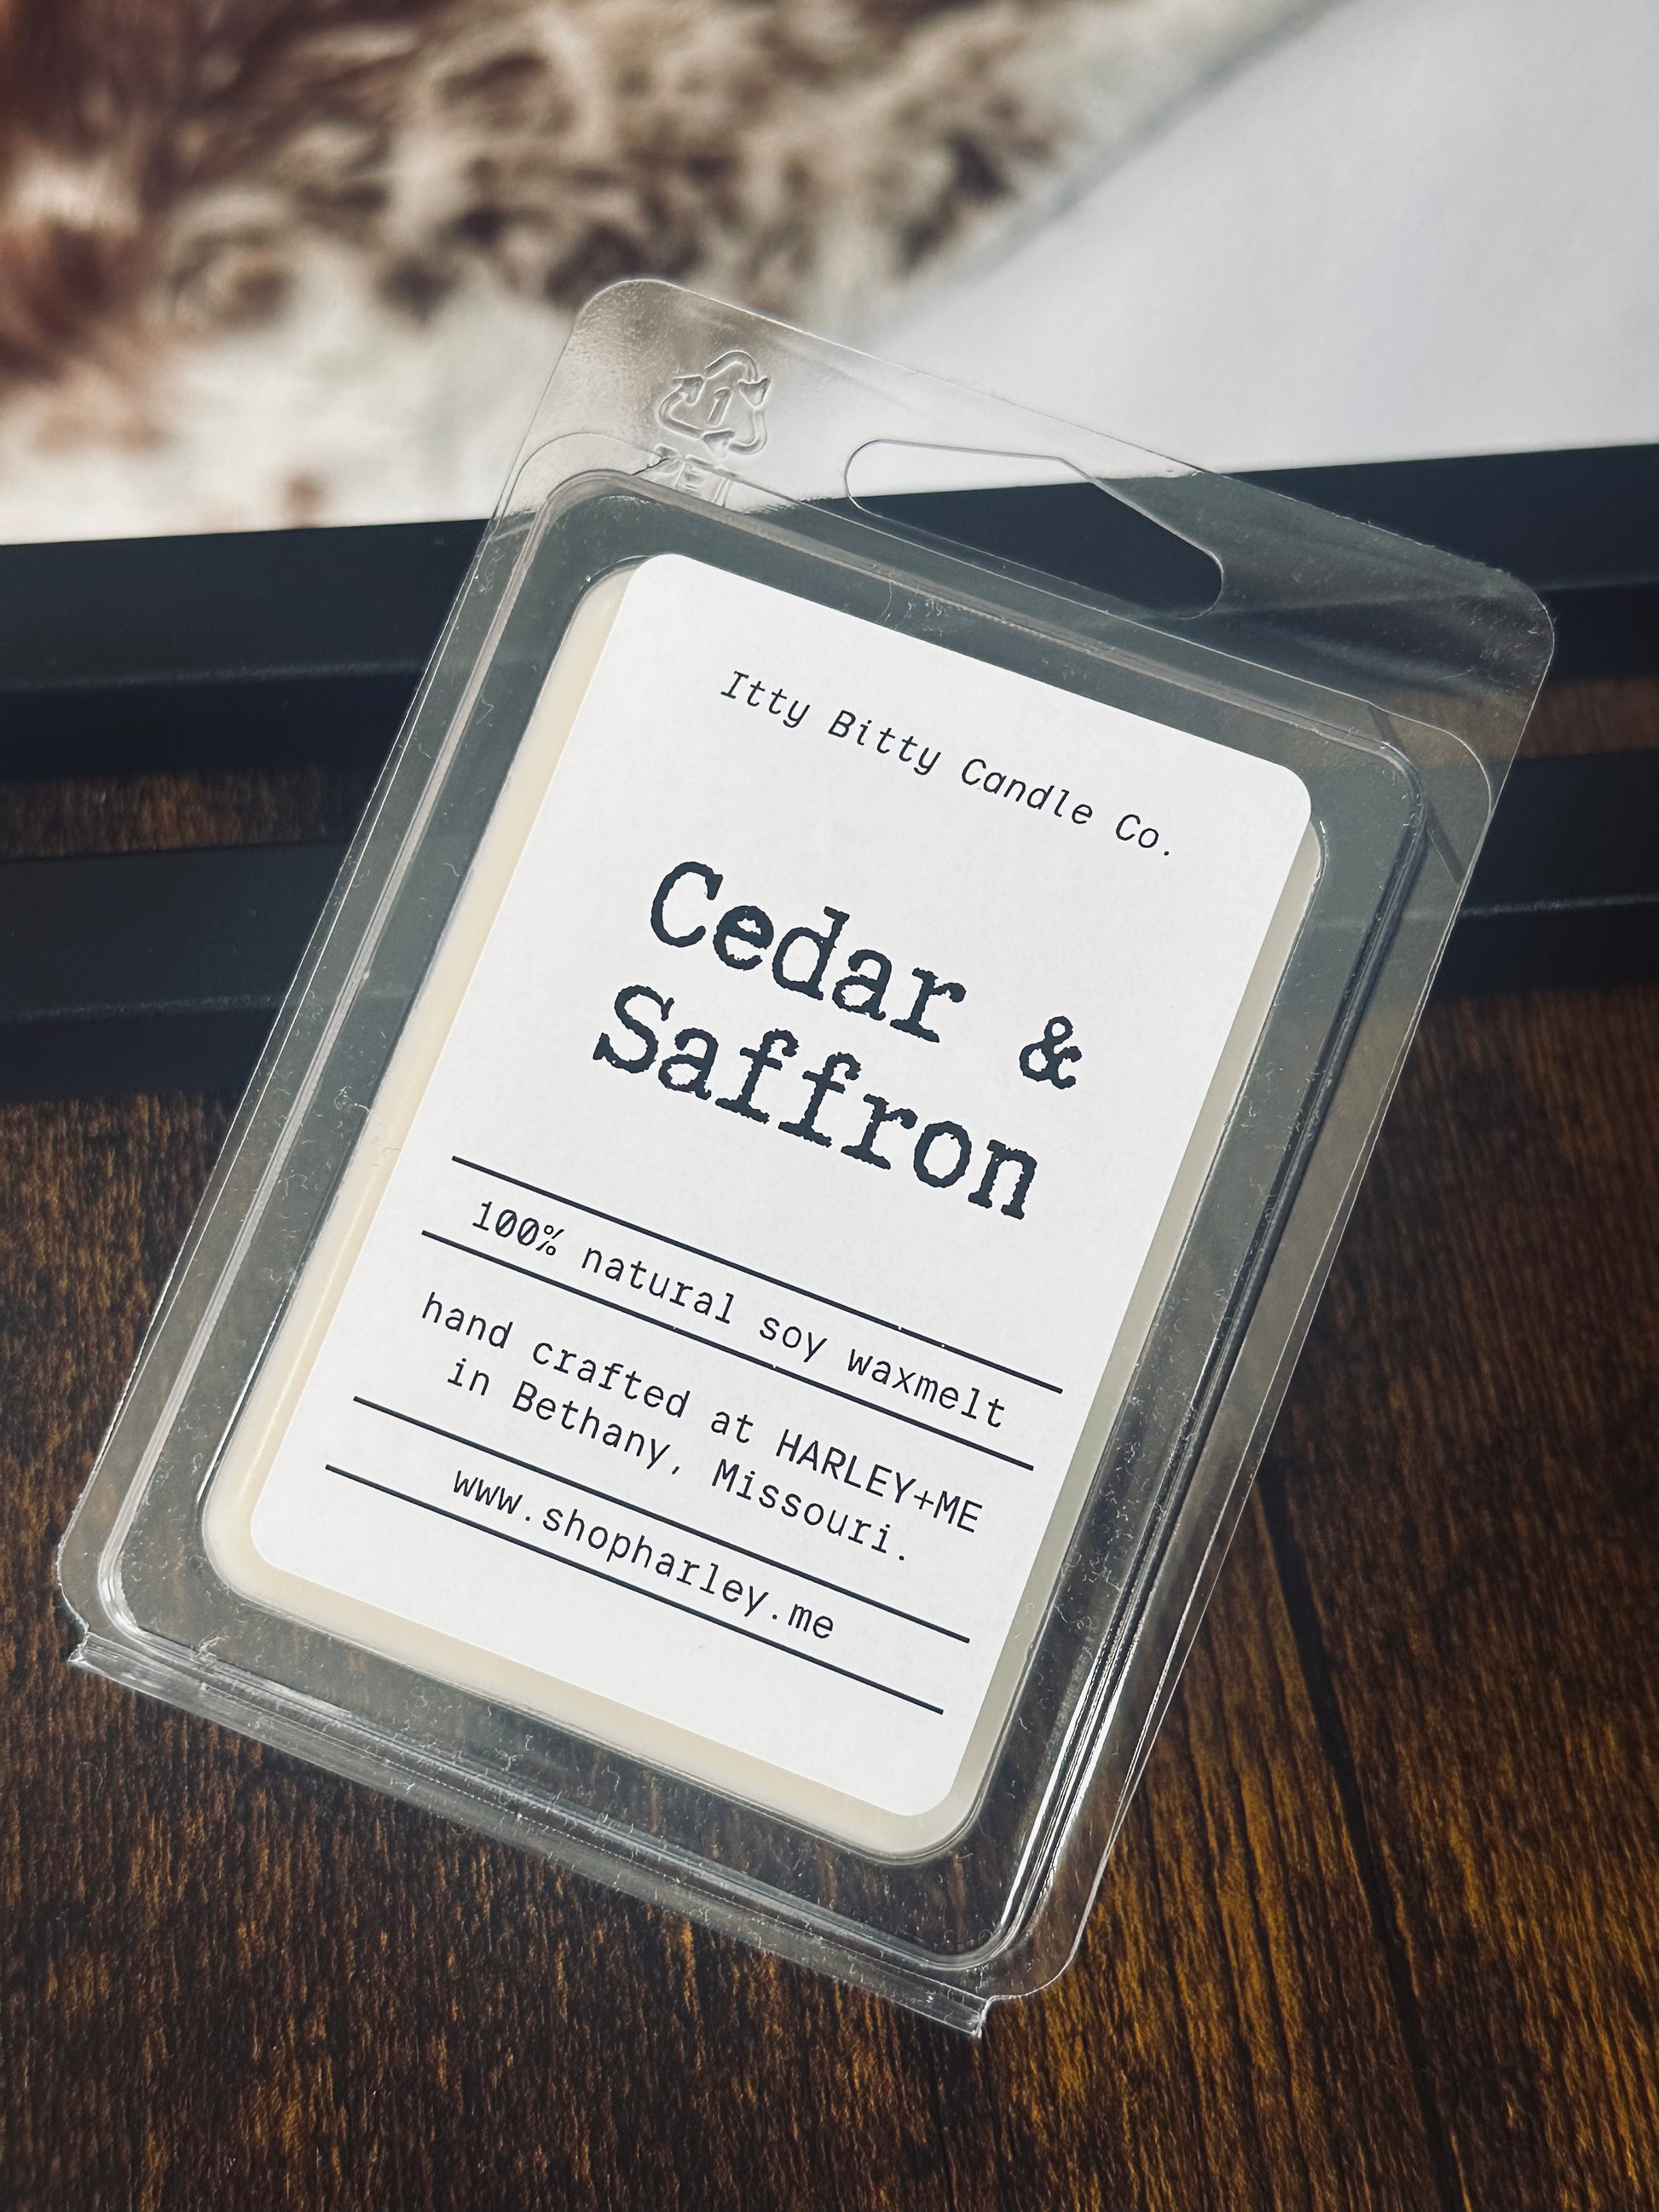 1
Itty Bitty Candle Co.
Cedar &
Saffron
100% natural soy waxmelt
hand crafted at HARLEY+ME
in Bethany, Missouri.
www.shopharley.me